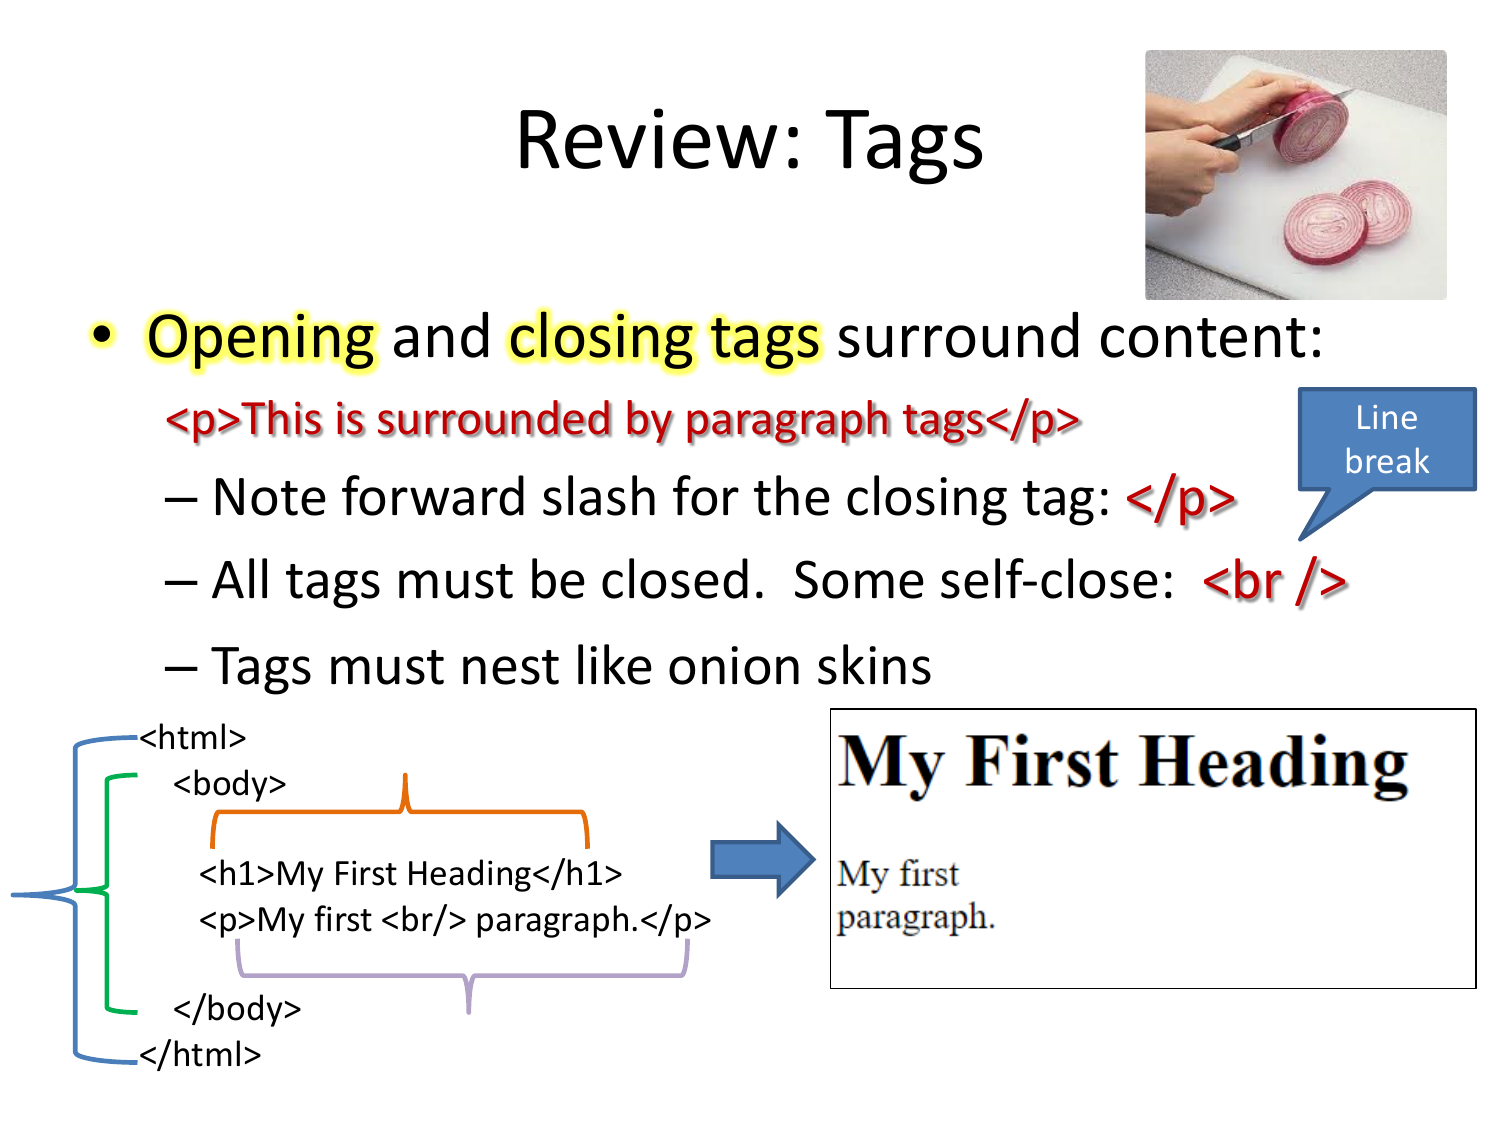 Review: Tags
• Opening and closing tags surround content:
<p>This is surrounded by paragraph tags</p>
Line
break
– Note forward slash for the closing tag: </p>
– All tags must be closed.  Some self-close:  <br />
– Tags must nest like onion skins
<html>
<body>
<h1>My First Heading</h1>
<p>My first <br/> paragraph.</p>
</body>
</html>
My First Heading
My first
paragraph.